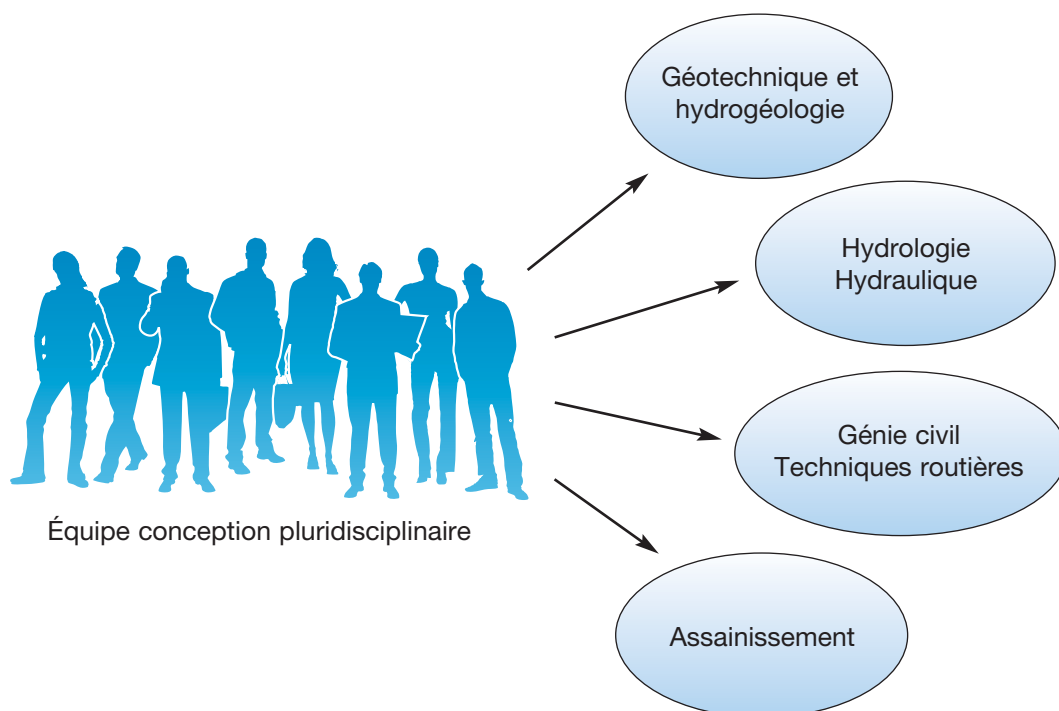 Géotechnique et
hydrogéologie
Hydrologie
Hydraulique
Génie civil
Techniques routières
Équipe conception pluridisciplinaire
Assainissement